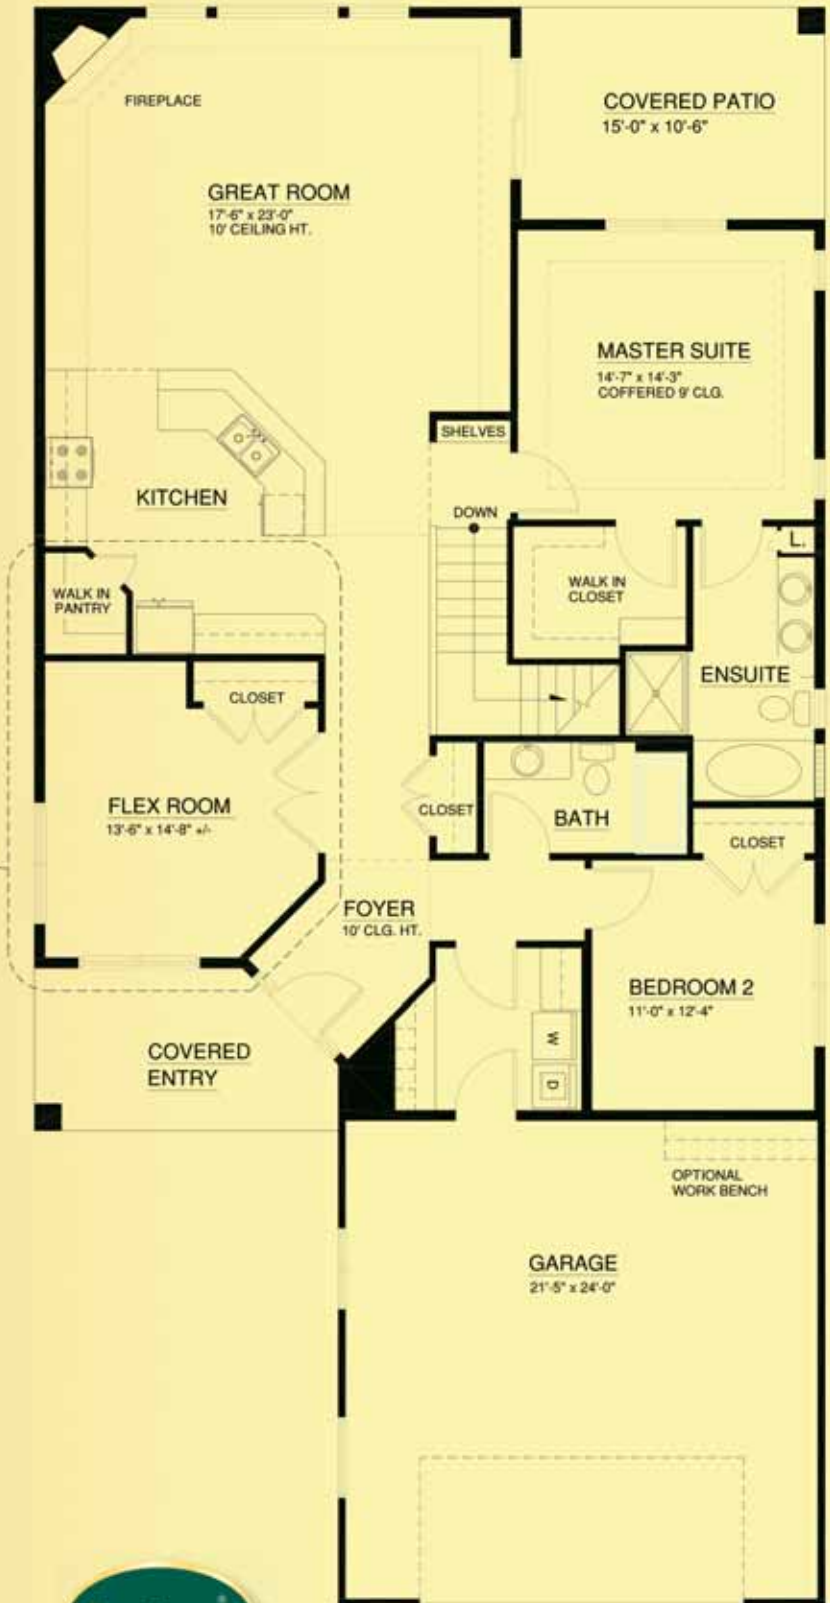 FIREPLACE
COVERED PATIO
15'-0" x 10'-6"
GREAT ROOM
17'-6" x 23'-0"
10' CEILING HT.
MASTER SUITE
14'-7" x 14'-3"
COFFERED 9' CLG.
SHELVES
KITCHEN
DOWN
L.
WALK IN
PANTRY
WALK IN
CLOSET
ENSUITE
CLOSET
FLEX ROOM
13'-6" x 14'-8" +/-
CLOSET
BATH
CLOSET
FOYER
10' CLG. HT.
BEDROOM 2
11'-0" x 12'-4"
W
D
COVERED
ENTRY
OPTIONAL
WORK BENCH
GARAGE
21'-5" x 24'-0"